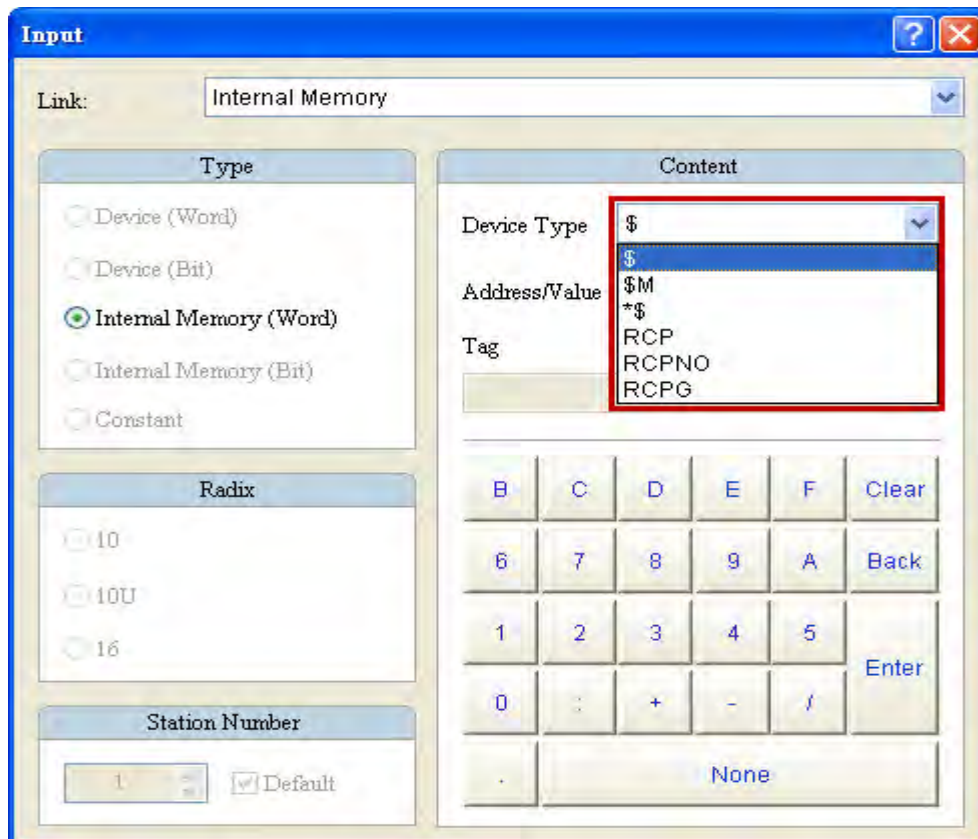 Input
Link: Internal Memory
Type
Device (Word)
Device (Bit)
Internal Memory (Word)
Internal Memory (Bit)
Constant
Radix
10
10U
16
Station Number
1 Default
Content
Device Type $
$
$M
*$
RCP
RCPNO
RCPG
Address/Value
Tag
B C D E F Clear
6 7 8 9 A Back
1 2 3 4 5 Enter
0 : + - /
. None